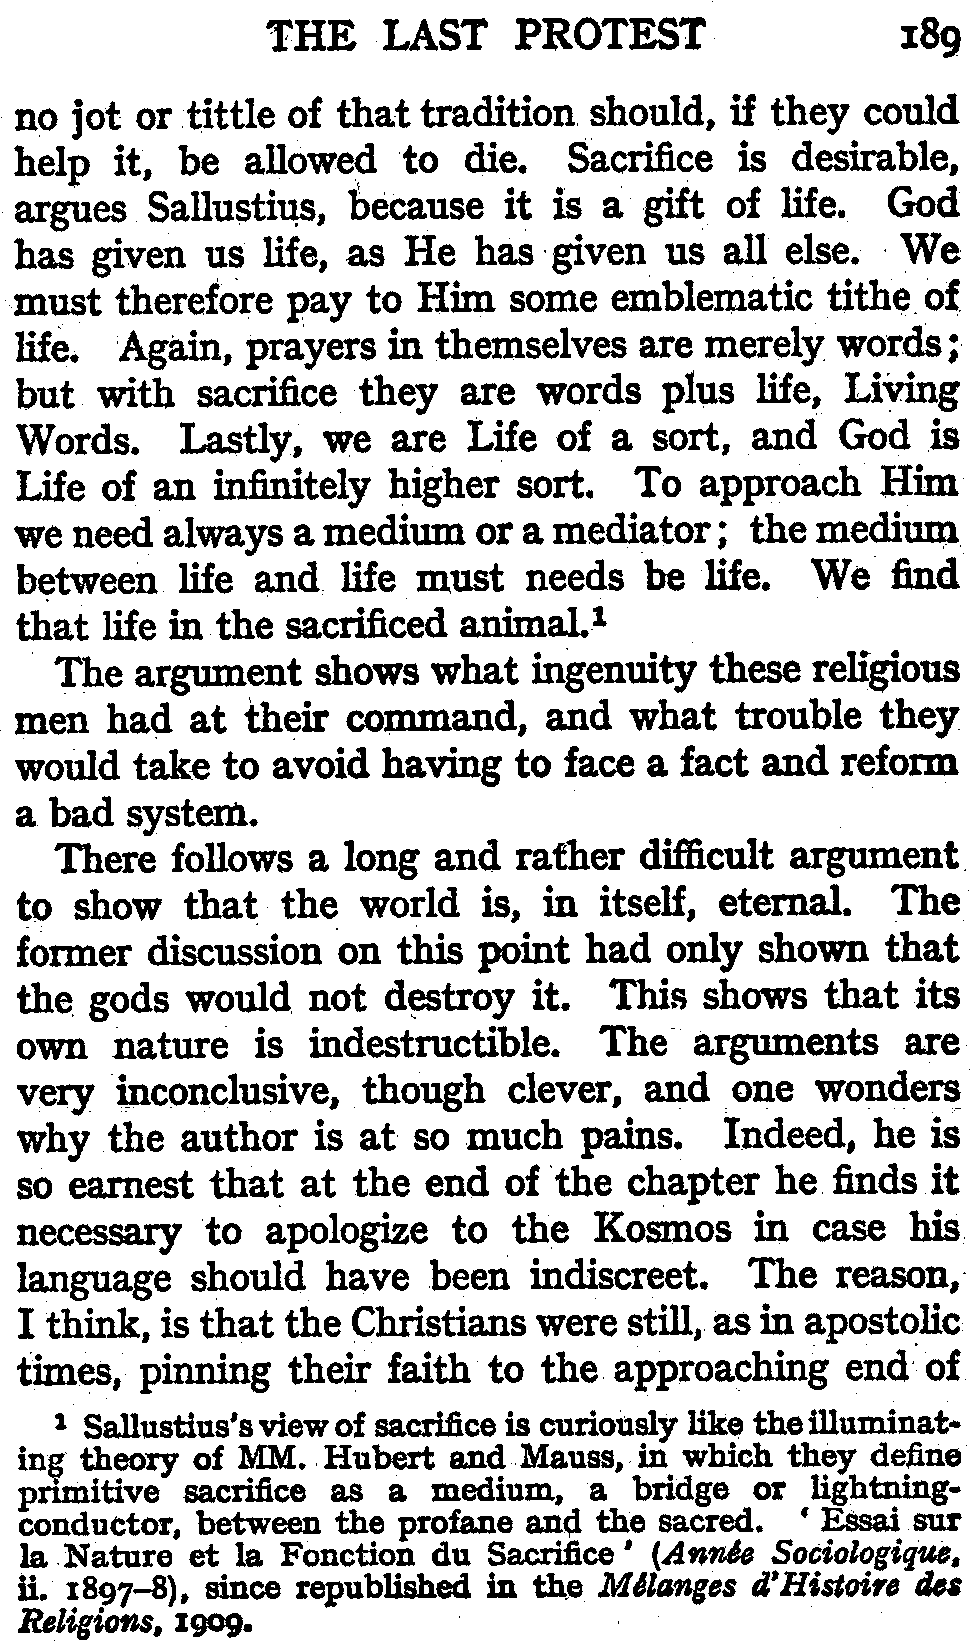 THE LAST PROTEST 189
no jot or tittle of that tradition should, if they could
help it, be allowed to die. Sacrifice is desirable,
argues Sallustius, because it is a gift of life. God
has given us life, as He has given us all else. We
must therefore pay to Him some emblematic tithe of
life. Again, prayers in themselves are merely words;
but with sacrifice they are words plus life, Living
Words. Lastly, we are Life of a sort, and God is
Life of an infinitely higher sort. To approach Him
we need always a medium or a mediator; the medium
between life and life must needs be life. We find
that life in the sacrificed animal.¹
The argument shows what ingenuity these religious
men had at their command, and what trouble they
would take to avoid having to face a fact and reform
a bad system.
There follows a long and rather difficult argument
to show that the world is, in itself, eternal. The
former discussion on this point had only shown that
the gods would not destroy it. This shows that its
own nature is indestructible. The arguments are
very inconclusive, though clever, and one wonders
why the author is at so much pains. Indeed, he is
so earnest that at the end of the chapter he finds it
necessary to apologize to the Kosmos in case his
language should have been indiscreet. The reason,
I think, is that the Christians were still, as in apostolic
times, pinning their faith to the approaching end of
¹ Sallustius's view of sacrifice is curiously like the illuminat-
ing theory of MM. Hubert and Mauss, in which they define
primitive sacrifice as a medium, a bridge or lightning-
conductor, between the profane and the sacred. ‘Essai sur
la Nature et la Fonction du Sacrifice’ (Année Sociologique,
ii. 1897–8), since republished in the Mélanges d'Histoire des
Religions, 1909.